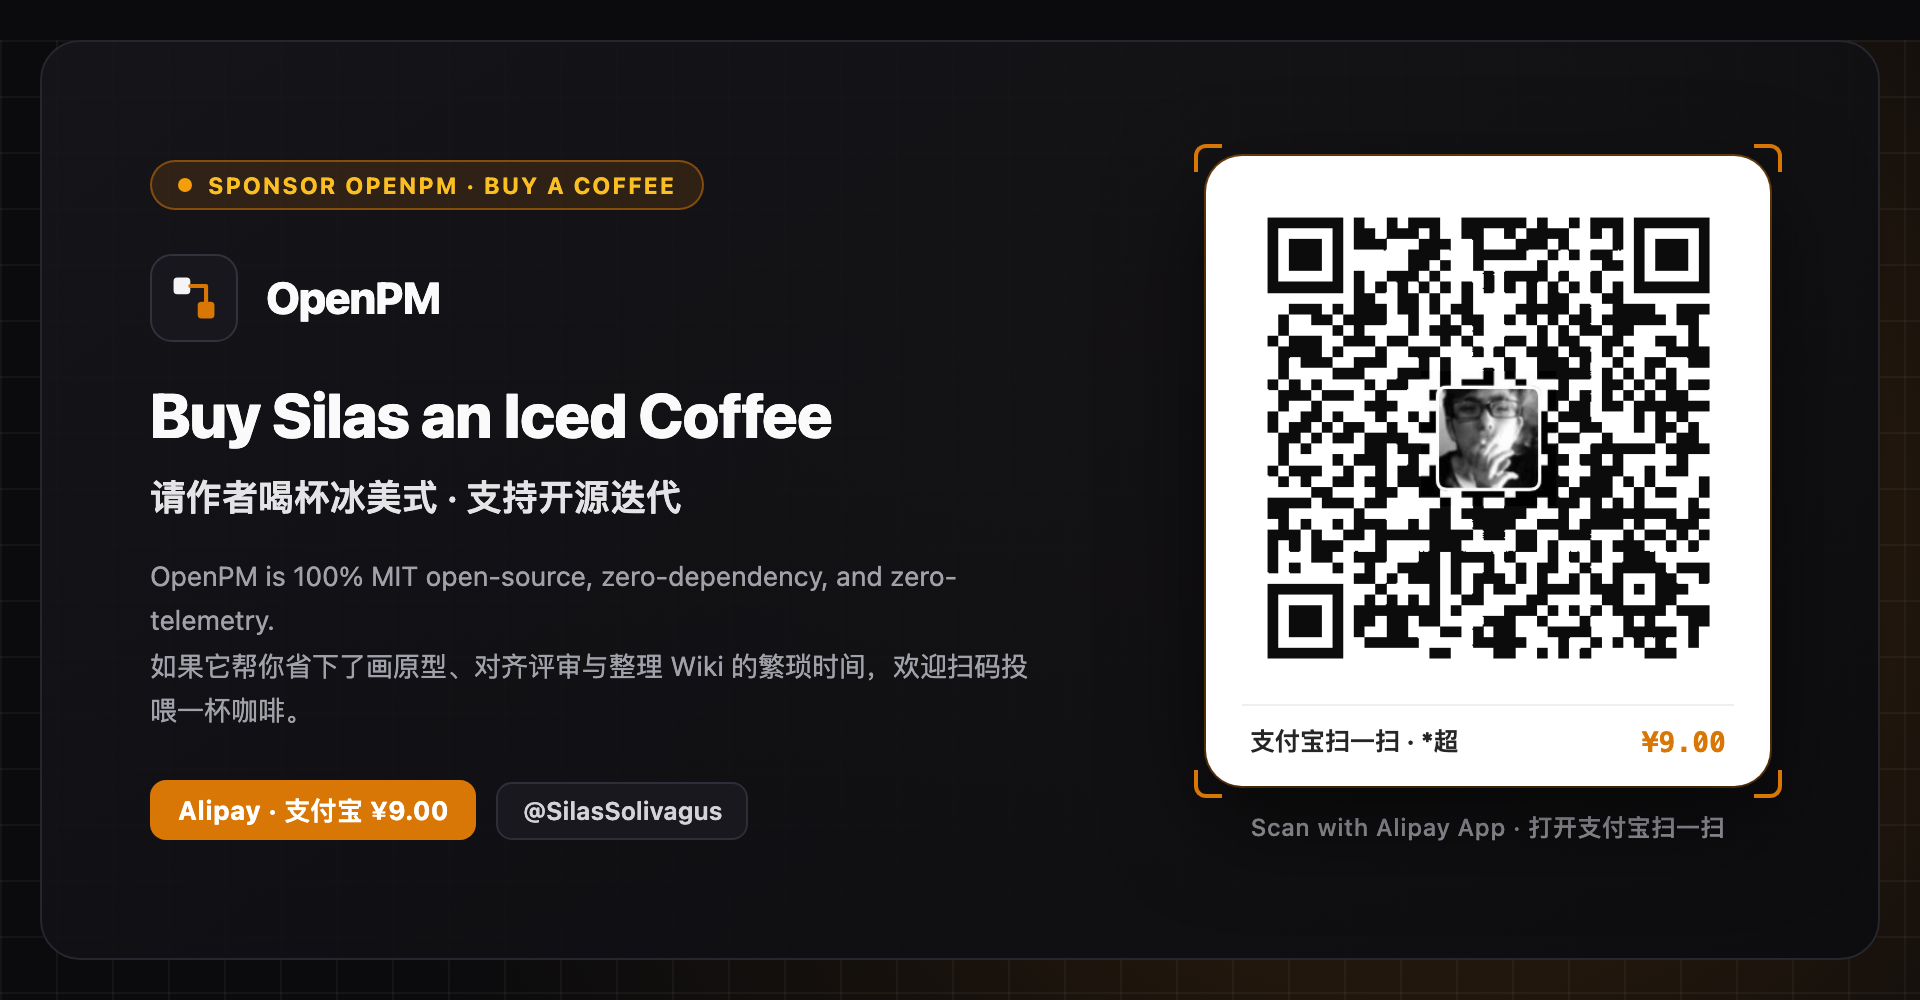 SPONSOR OPENPM · BUY A COFFEE
OpenPM
Buy Silas an Iced Coffee
请作者喝杯冰美式 · 支持开源迭代
OpenPM is 100% MIT open-source, zero-dependency, and zero-
telemetry.
如果它帮你省下了画原型、对齐评审与整理 Wiki 的繁琐时间，欢迎扫码投
喂一杯咖啡。
Alipay · 支付宝 ¥9.00
@SilasSolivagus
支付宝扫一扫 · *超
¥9.00
Scan with Alipay App · 打开支付宝扫一扫